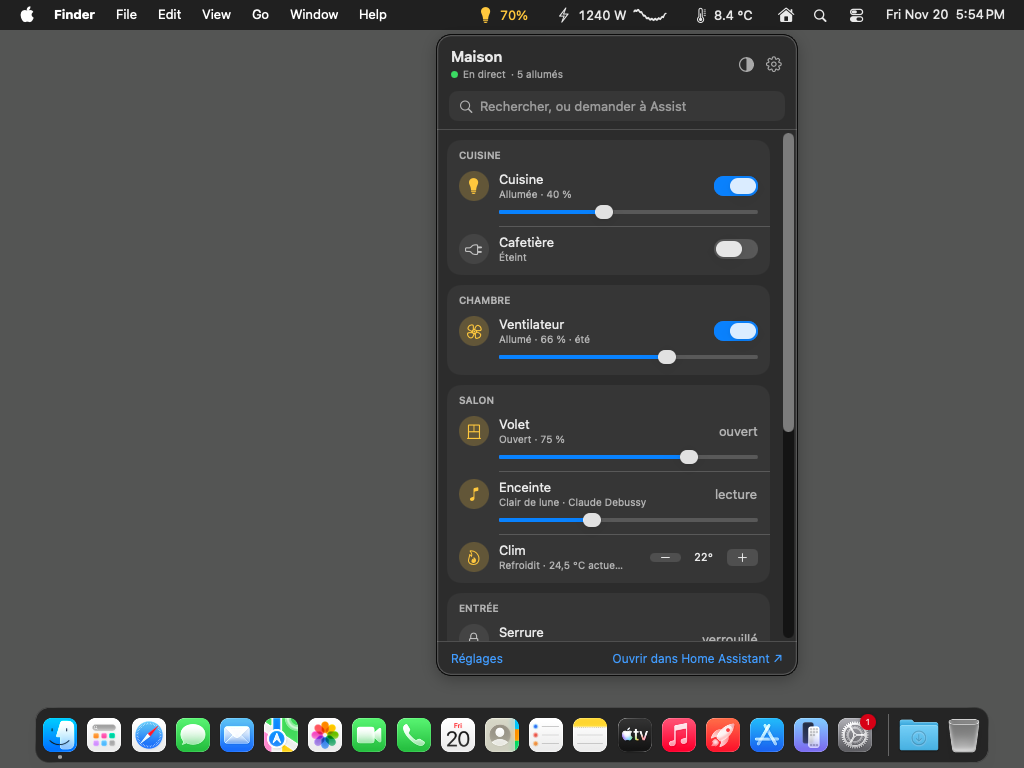 Finder File Edit View Go Window Help 70% 1240 W 8.4 °C Fri Nov 20 5:54 PM
Maison
En direct · 5 allumés
Rechercher, ou demander à Assist
CUISINE
Cuisine
Allumée · 40 %
Cafetière
Éteint
CHAMBRE
Ventilateur
Allumé · 66 % · été
SALON
Volet
Ouvert · 75 %
ouvert
Enceinte
Clair de lune · Claude Debussy
lecture
Clim
Refroidit · 24,5 °C actue...
— 22° +
ENTRÉE
Serrure
verrouillé
Réglages
Ouvrir dans Home Assistant ↗
Fri
20
tv
1